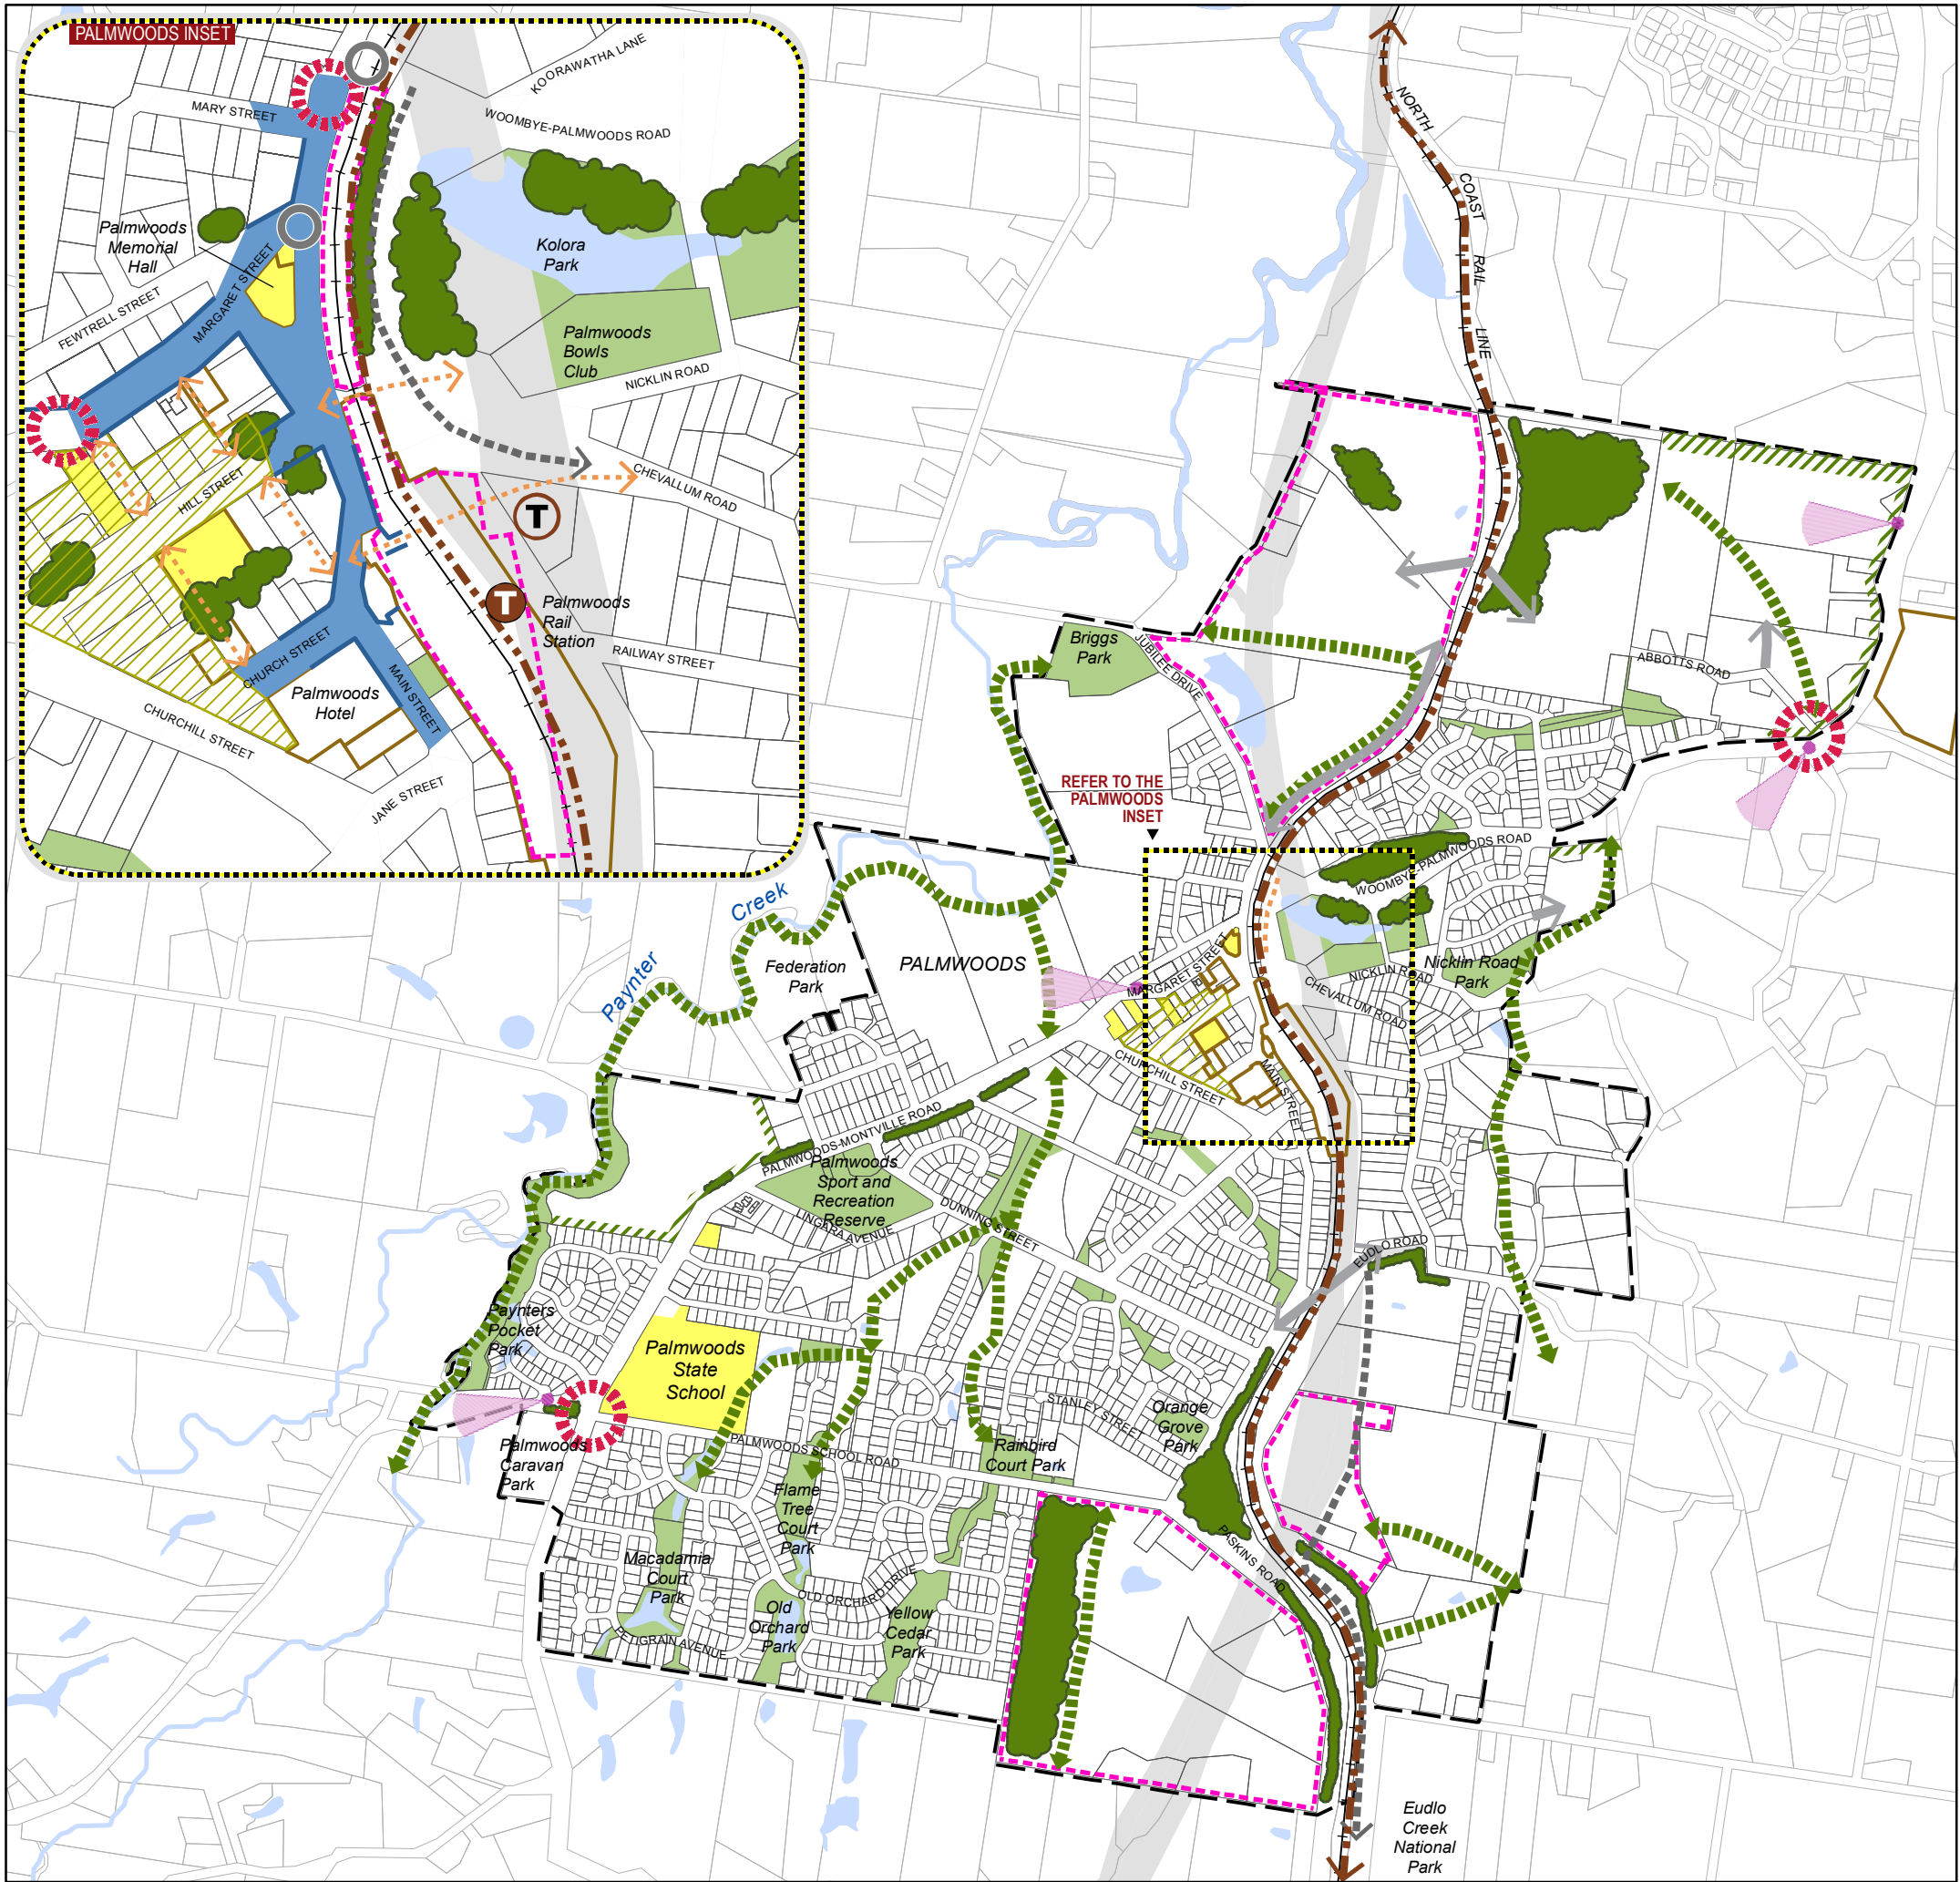 PALMWOODS INSET
KOORAWATHA LANE
MARY STREET
WOOMBYE-PALMWOODS ROAD
Palmwoods
Memorial
Hall
Kolora
Park
MARGARET STREET
FEWTRELL STREET
Palmwoods
Bowls
Club
NICKLIN ROAD
HILL STREET
CHEVALLUM ROAD
T
T
Palmwoods
Rail
Station
RAILWAY STREET
CHURCH STREET
MAIN STREET
Palmwoods
Hotel
CHURCHILL STREET
JANE STREET
NORTH
COAST
RAIL
LINE
Briggs
Park
JUBILEE DRIVE
ABBOTTS ROAD
REFER TO THE
PALMWOODS
INSET
WOOMBYE-PALMWOODS ROAD
Creek
Paynter
Federation
Park
PALMWOODS
MARGARET STREET
NICKLIN ROAD
Nicklin Road
Park
CHEVALLUM ROAD
CHURCHILL STREET
MAIN STREET
PALMWOODS-MONTVILLE ROAD
Palmwoods
Sport and
Recreation
Reserve
LINGARA AVENUE
DUNNING STREET
EUDLO ROAD
Paynters
Pocket
Park
Palmwoods
State
School
STANLEY STREET
Orange
Grove
Park
Palmwoods
Caravan
Park
PALMWOODS SCHOOL ROAD
Rainbird
Court Park
Flame
Tree
Court
Park
PASKINS ROAD
Macadamia
Court
Park
OLD ORCHARD DRIVE
Old
Orchard
Park
Yellow
Cedar
Park
PETIGRAIN AVENUE
Eudlo
Creek
National
Park